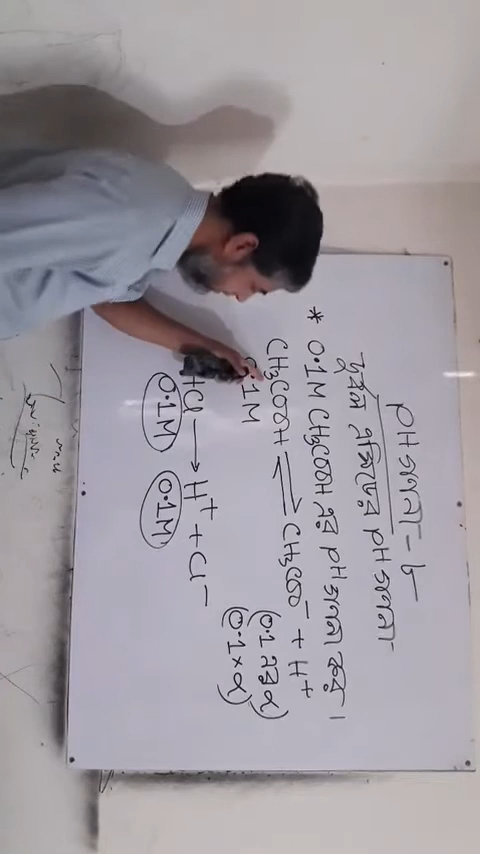 pH গণনা-৮
দুর্বল এসিডের pH গণনা
* 0.1M CH₃COOH এর pH গণনা কর।
CH₃COOH ⇌ CH₃COO⁻ + H⁺
0.1M (0.1 এর α)
(0.1×α)
HCl → H⁺ + Cl⁻
0.1M 0.1M